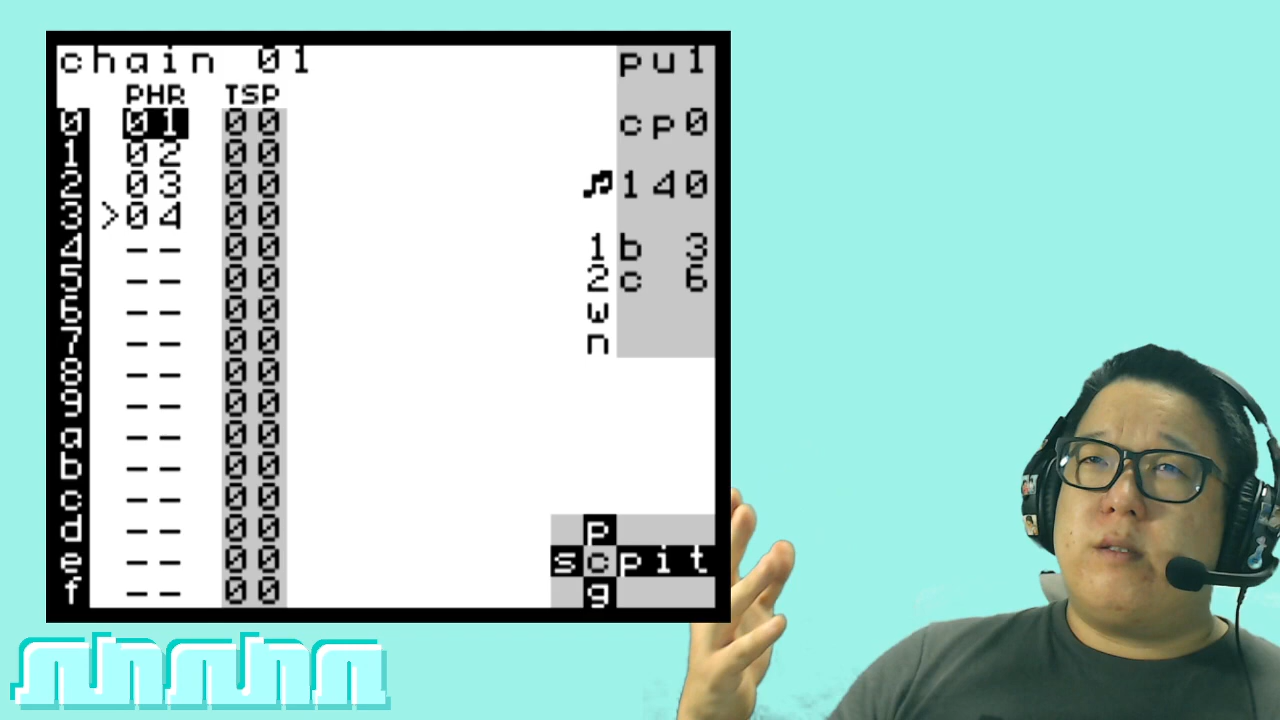 chain 01 pu1
PHR TSP
0 01 00 cp0
1 02 00
2 03 00 140
3 >04 00
4 -- 00 1b 3
5 -- 00 2c 6
6 -- 00 w
7 -- 00 n
8 -- 00
9 -- 00
a -- 00
b -- 00
c -- 00
d -- 00 p
e -- 00 scpit
f -- 00 g